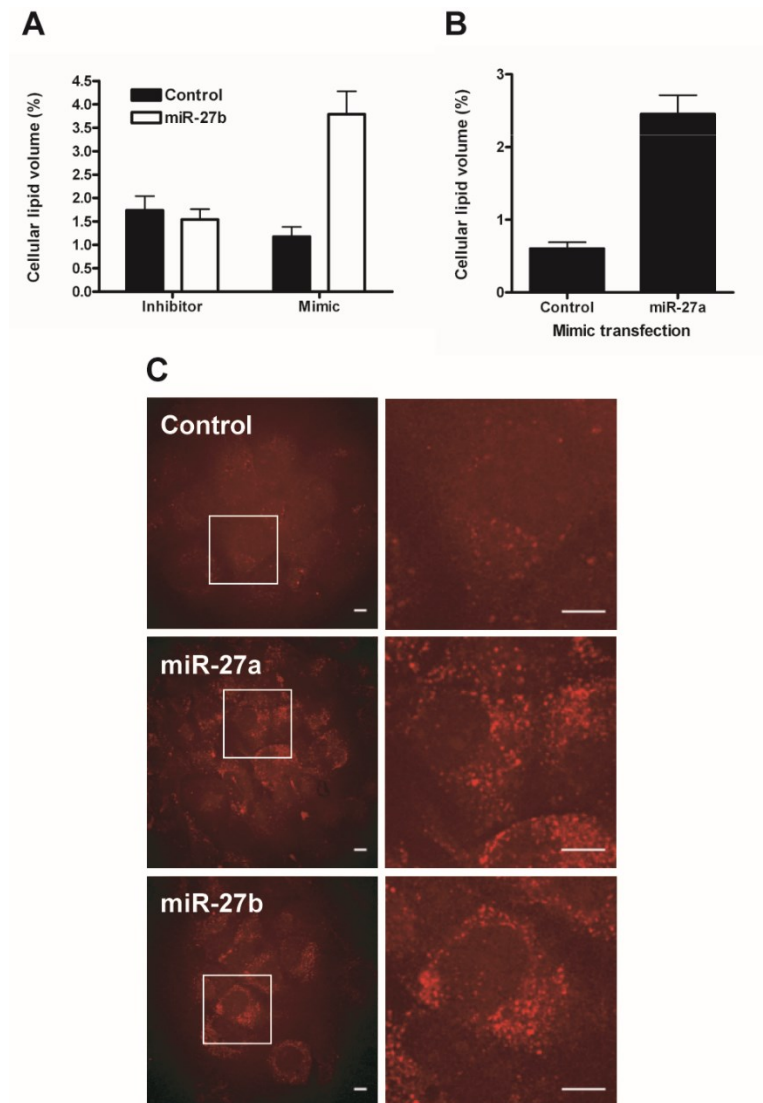 A
B
Cellular lipid volume (%)
4.5
4.0
3.5
3.0
2.5
2.0
1.5
1.0
0.5
0.0
Control
miR-27b
Inhibitor
Mimic
Cellular lipid volume (%)
3
2
1
0
Control
miR-27a
Mimic transfection
C
Control
miR-27a
miR-27b